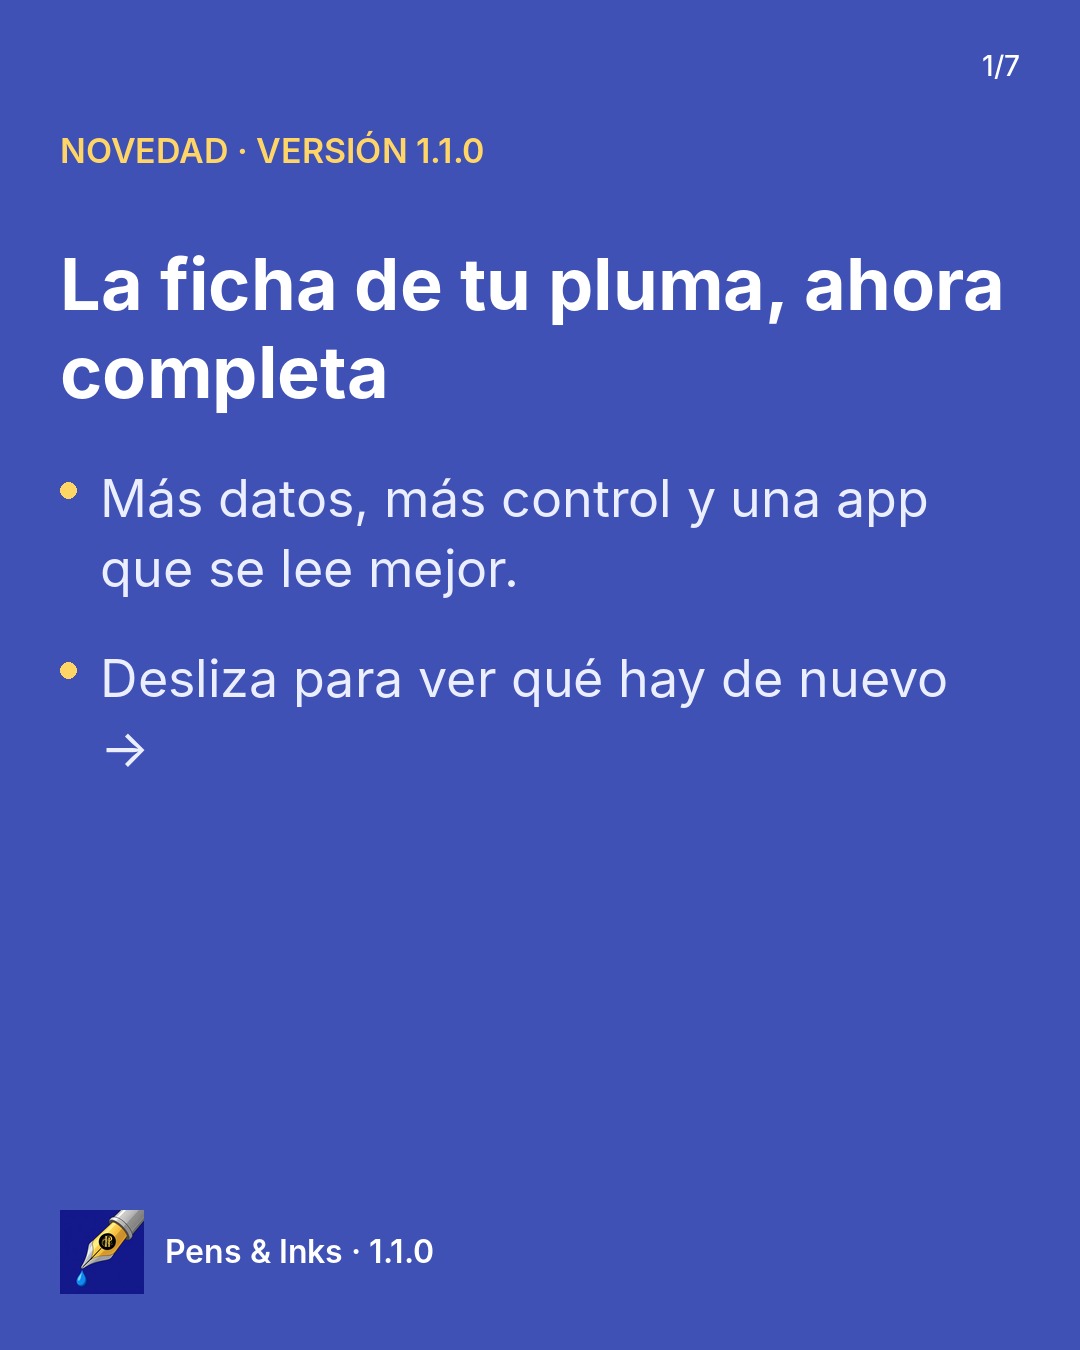 1/7
NOVEDAD · VERSIÓN 1.1.0
La ficha de tu pluma, ahora
completa
• Más datos, más control y una app
que se lee mejor.
• Desliza para ver qué hay de nuevo
→
Pens & Inks · 1.1.0